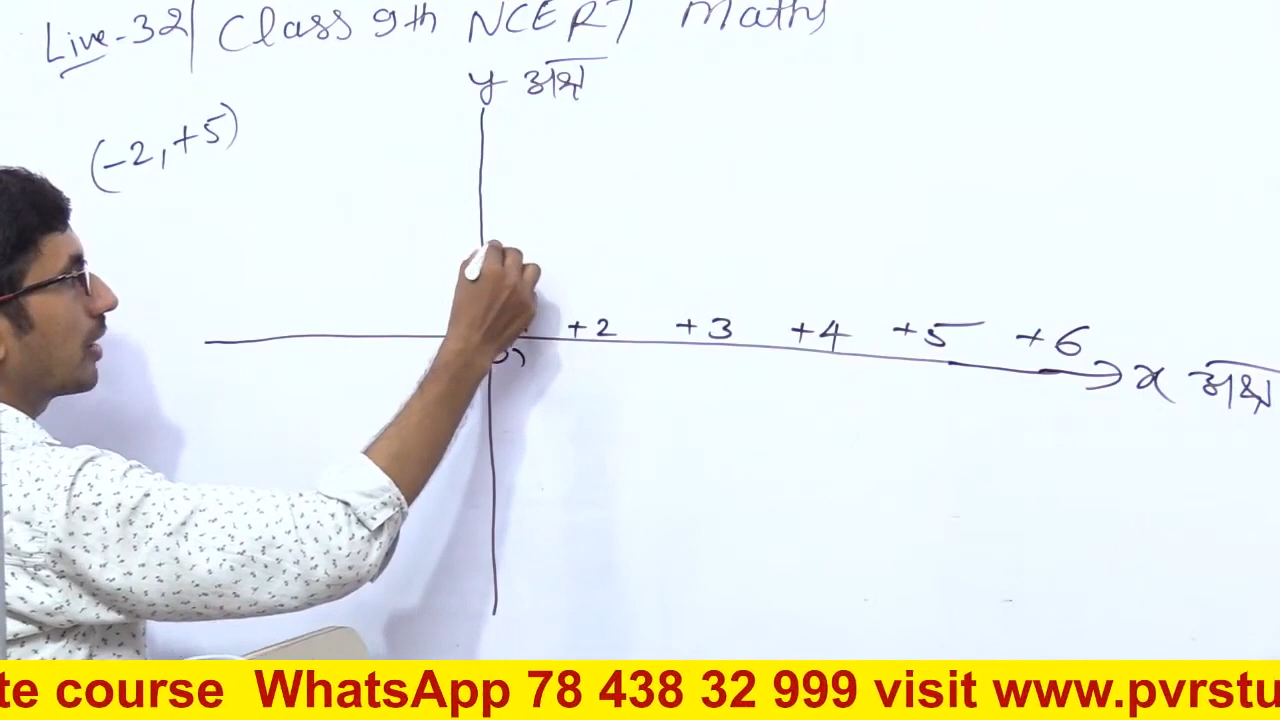 Live-32| Class 9th NCERT Maths
y अक्ष
(-2, +5)
+2 +3 +4 +5 +6
x अक्ष
te course WhatsApp 78 438 32 999 visit www.pvrstu